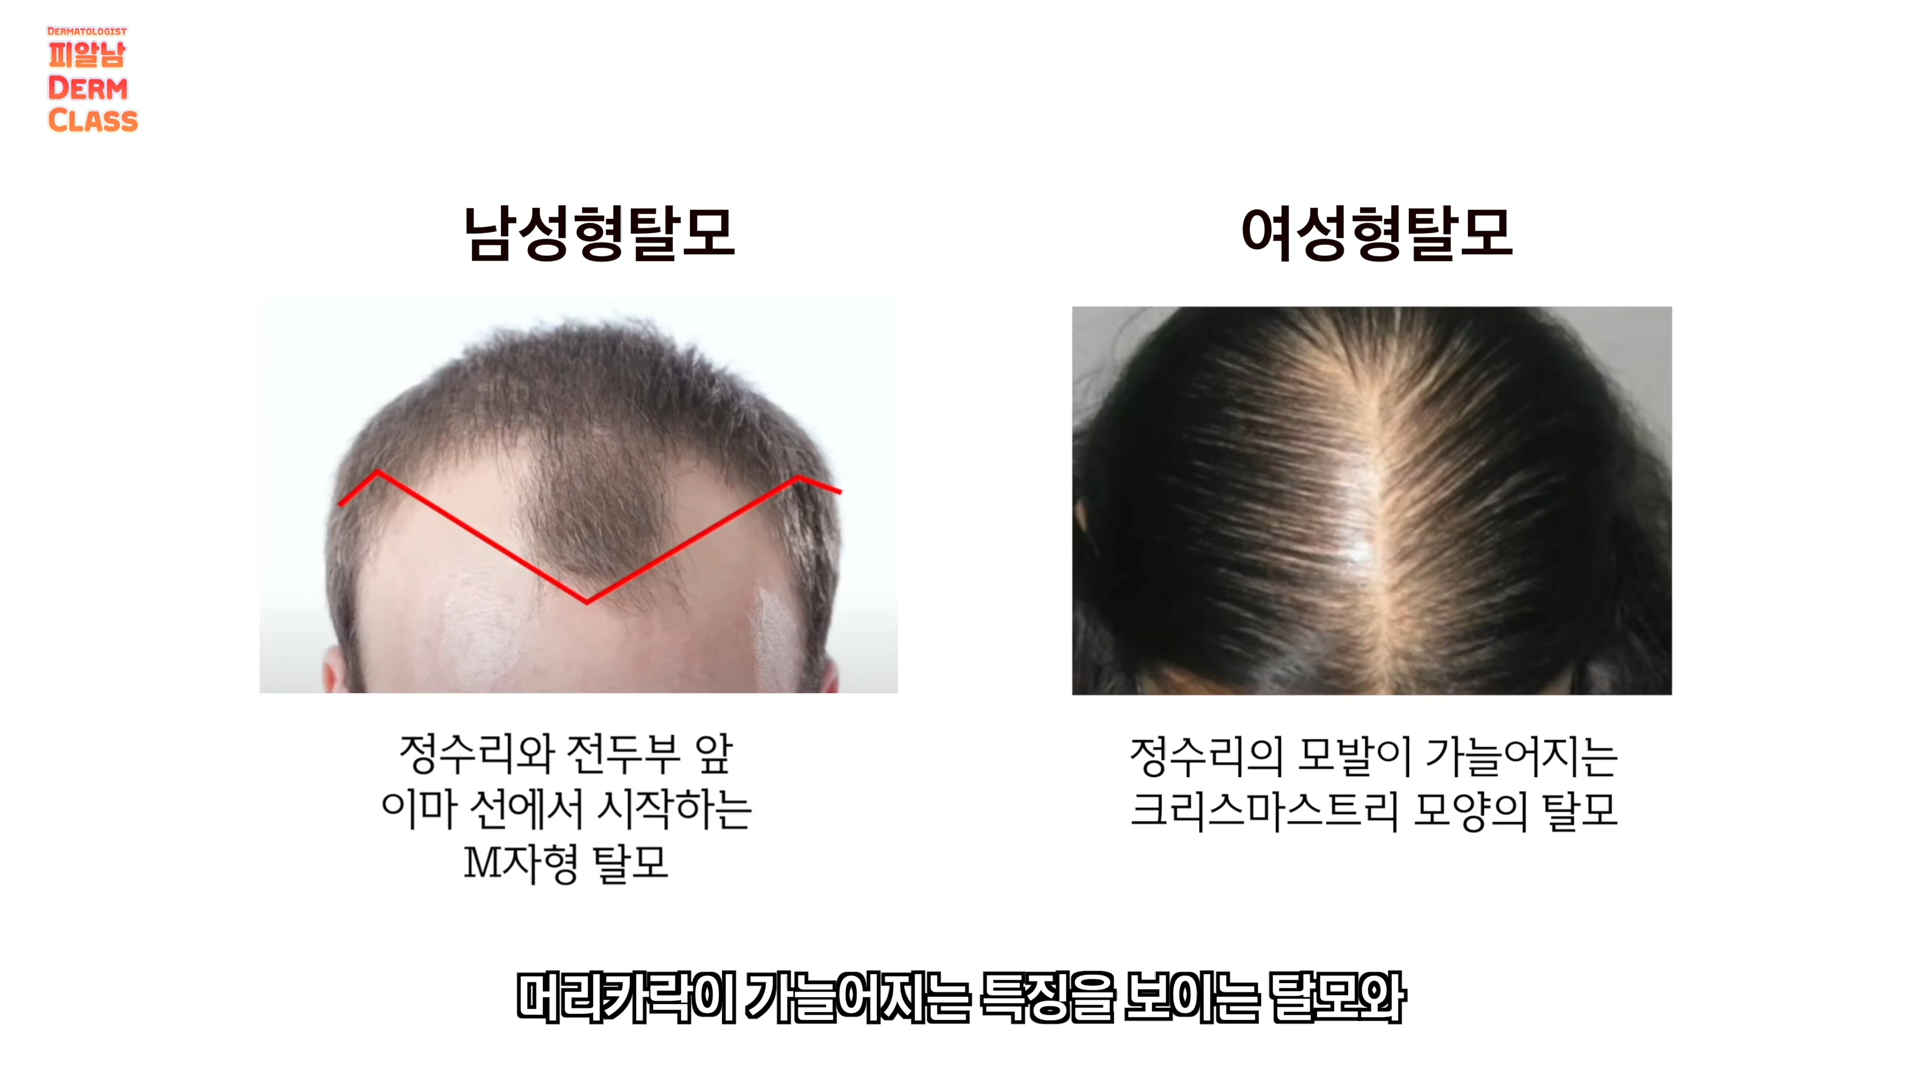 DERMATOLOGIST
피알남
DERM
CLASS
남성형탈모
정수리와 전두부 앞
이마 선에서 시작하는
M자형 탈모
여성형탈모
정수리의 모발이 가늘어지는
크리스마스트리 모양의 탈모
머리카락이 가늘어지는 특징을 보이는 탈모와